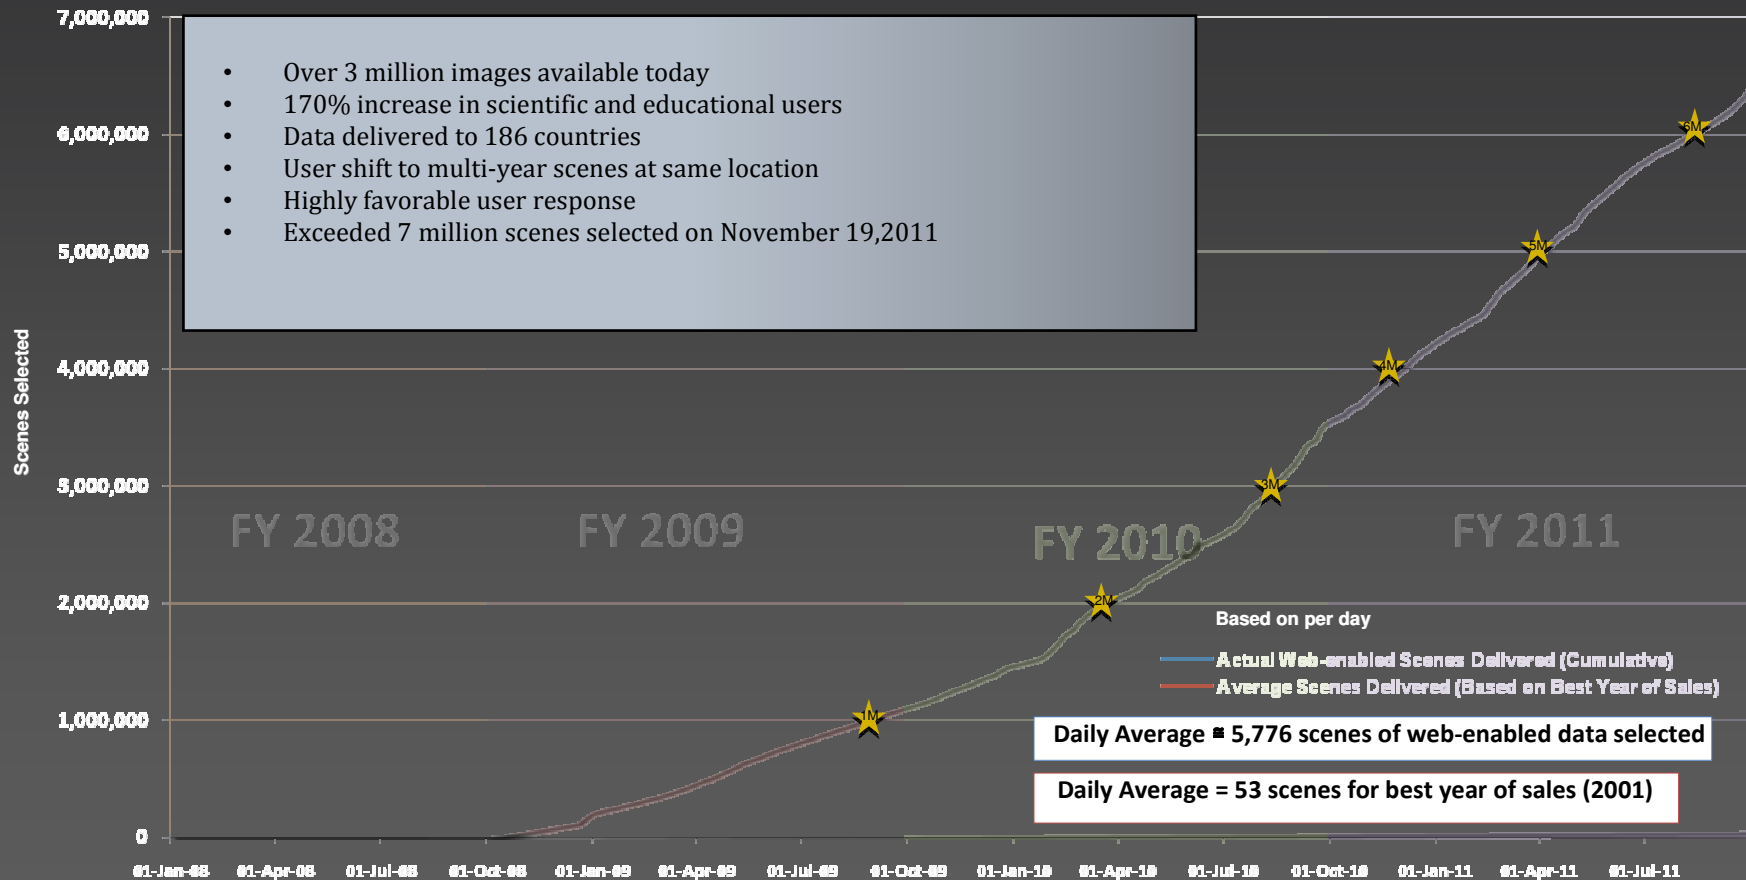 7,000,000
6,000,000
5,000,000
4,000,000
3,000,000
2,000,000
1,000,000
0
Scenes Selected
• Over 3 million images available today
• 170% increase in scientific and educational users
• Data delivered to 186 countries
• User shift to multi-year scenes at same location
• Highly favorable user response
• Exceeded 7 million scenes selected on November 19,2011
6M
5M
4M
3M
2M
1M
FY 2008
FY 2009
FY 2010
FY 2011
Based on per day
Actual Web-enabled Scenes Delivered (Cumulative)
Average Scenes Delivered (Based on Best Year of Sales)
Daily Average ≅ 5,776 scenes of web-enabled data selected
Daily Average = 53 scenes for best year of sales (2001)
01-Jan-08 01-Apr-08 01-Jul-08 01-Oct-08 01-Jan-09 01-Apr-09 01-Jul-09 01-Oct-09 01-Jan-10 01-Apr-10 01-Jul-10 01-Oct-10 01-Jan-11 01-Apr-11 01-Jul-11